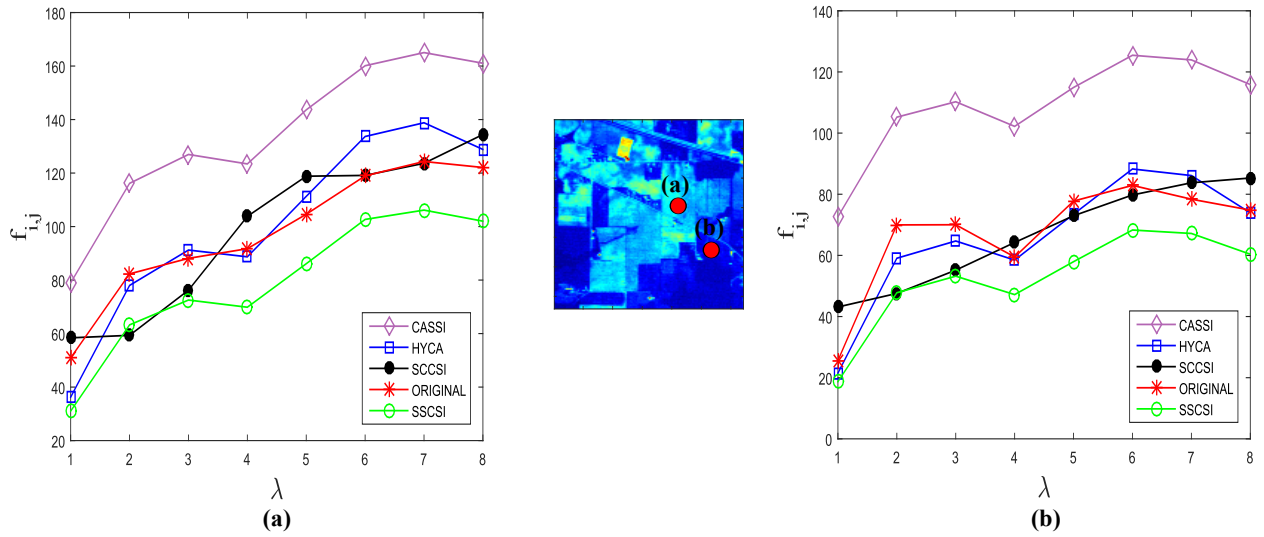 180
160
140
120
100
80
60
40
20
f i,j
1 2 3 4 5 6 7 8
λ
CASSI
HYCA
SCCSI
ORIGINAL
SSCSI
(a)
(a)
(b)
140
120
100
80
60
40
20
0
f i,j
1 2 3 4 5 6 7 8
λ
CASSI
HYCA
SCCSI
ORIGINAL
SSCSI
(b)